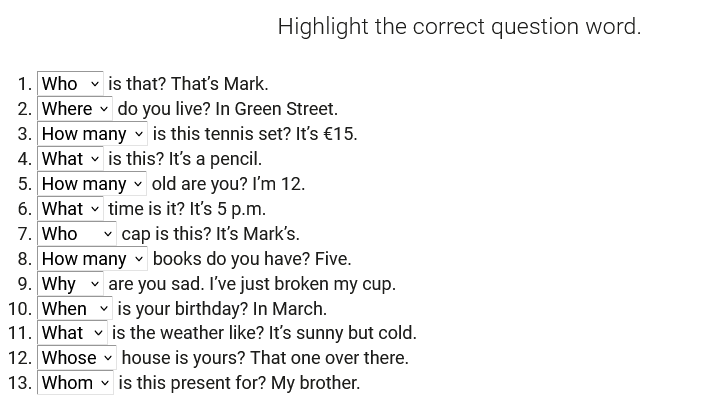 Highlight the correct question word.
1. Who is that? That's Mark.
2. Where do you live? In Green Street.
3. How many is this tennis set? It's €15.
4. What is this? It's a pencil.
5. How many old are you? I'm 12.
6. What time is it? It's 5 p.m.
7. Who cap is this? It's Mark's.
8. How many books do you have? Five.
9. Why are you sad. I've just broken my cup.
10. When is your birthday? In March.
11. What is the weather like? It's sunny but cold.
12. Whose house is yours? That one over there.
13. Whom is this present for? My brother.